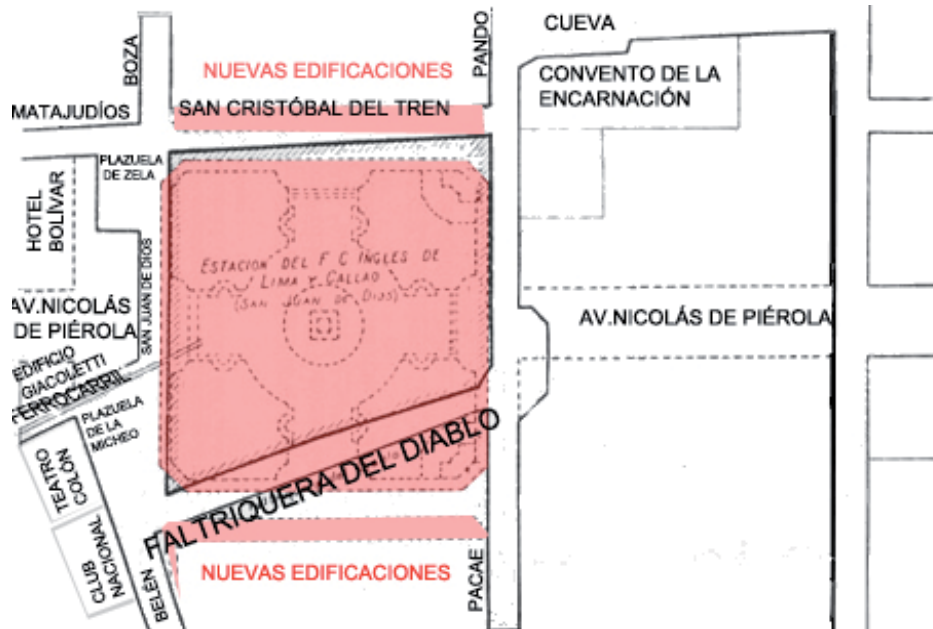 CUEVA
BOZA
PANDO
NUEVAS EDIFICACIONES
CONVENTO DE LA
ENCARNACIÓN
MATAJUDÍOS
SAN CRISTÓBAL DEL TREN
PLAZUELA
DE ZELA
HOTEL
BOLÍVAR
SAN JUAN DE DIOS
ESTACION DEL F C INGLES DE
LIMA Y CALLAO
(SAN JUAN DE DIOS)
AV.NICOLÁS
DE PIÉROLA
AV.NICOLÁS DE PIÉROLA
EDIFICIO
GIACOLETTI
FERROCARRIL
PLAZUELA
DE LA
MICHEO
TEATRO
COLÓN
FALTRIQUERA DEL DIABLO
CLUB
NACIONAL
BELÉN
PACAE
NUEVAS EDIFICACIONES